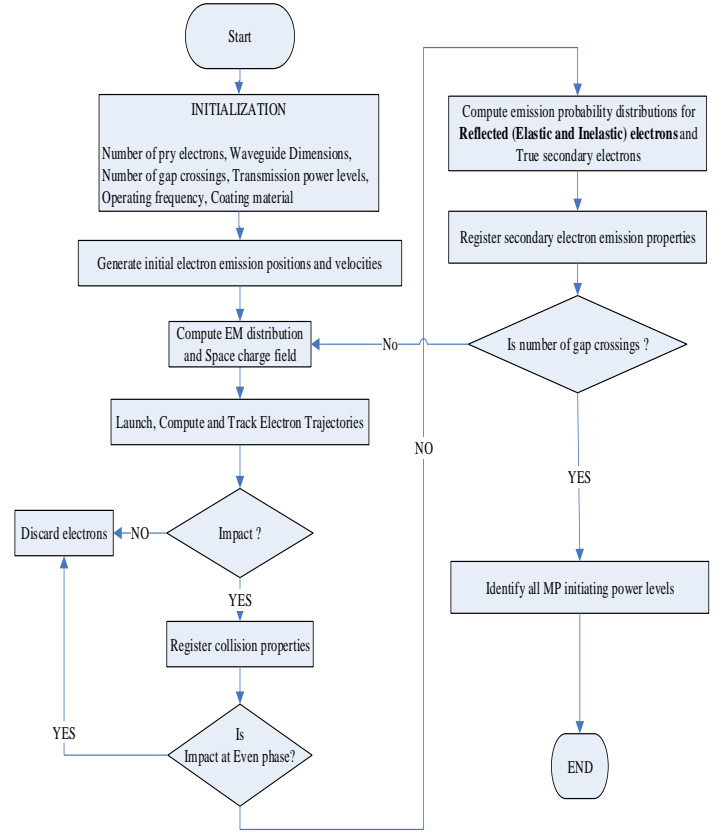 Start
INITIALIZATION
Number of pry electrons, Waveguide Dimensions,
Number of gap crossings, Transmission power levels,
Operating frequency, Coating material
Generate initial electron emission positions and velocities
Compute EM distribution
and Space charge field
Launch, Compute and Track Electron Trajectories
Impact ?
NO
Discard electrons
YES
Register collision properties
Is
Impact at Even phase?
YES
NO
Compute emission probability distributions for
Reflected (Elastic and Inelastic) electrons and
True secondary electrons
Register secondary electron emission properties
Is number of gap crossings ?
No
YES
Identify all MP initiating power levels
END